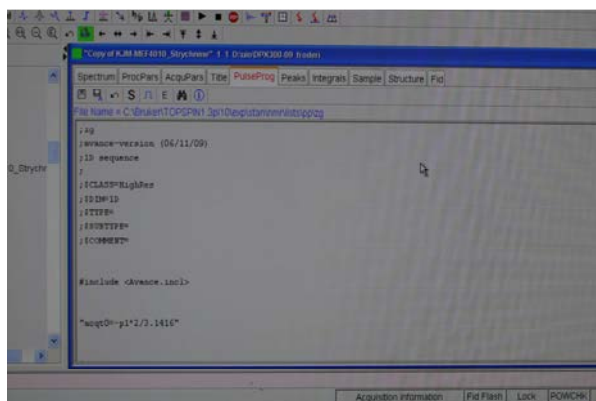 "Copy of KJM-MEF4010_Strychnine" 1 1 D:\uio\DPX300-09 froderi
Spectrum ProcPars AcquPars Title PulseProg Peaks Integrals Sample Structure Fid
S E
File Name = C:\Bruker\TOPSPIN1.3pl10\exp\stan\nmr\lists\pp\zg
;zg
;avance-version (06/11/09)
;1D sequence
;
;$CLASS=HighRes
;$DIM=1D
;$TYPE=
;$SUBTYPE=
;$COMMENT=
0_Strychr
#include <Avance.incl>
"acqt0=-p1*2/3.1416"
Acquisition information Fid Flash Lock POWCHK